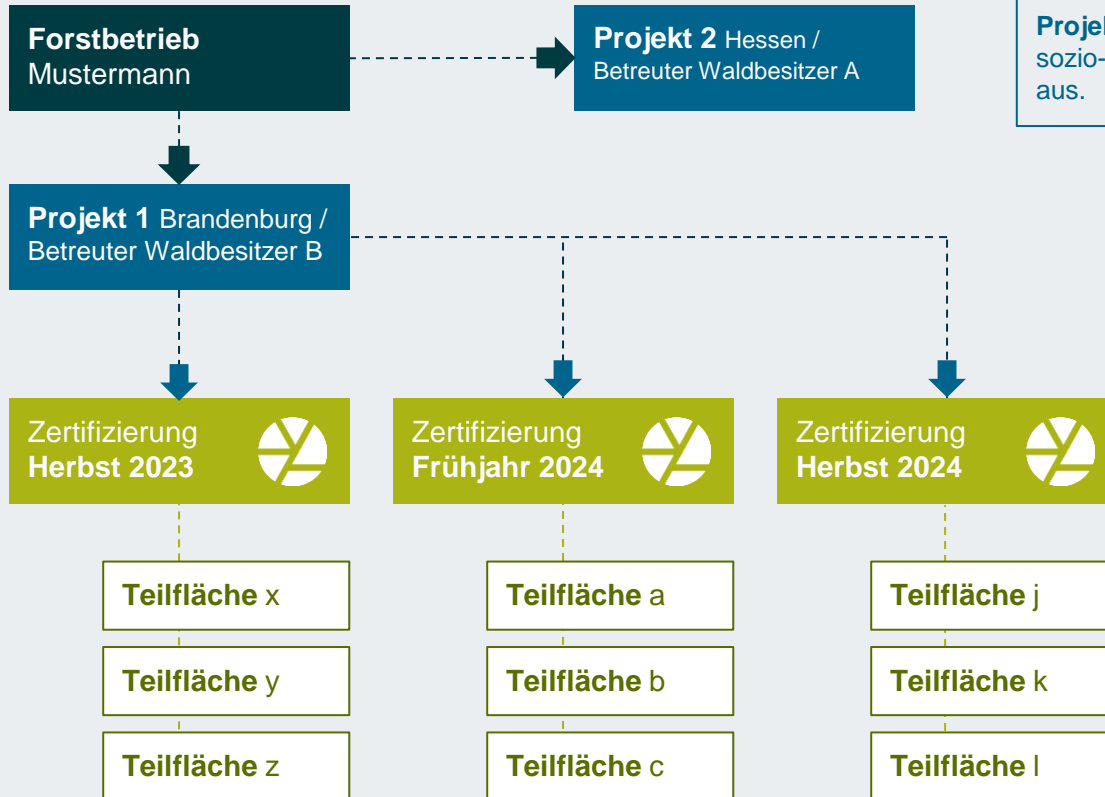 Forstbetrieb
Mustermann
Projekt 2 Hessen /
Betreuter Waldbesitzer A
sozio-
aus.
Projekt 1 Brandenburg /
Betreuter Waldbesitzer B
Zertifizierung
Herbst 2023
Zertifizierung
Frühjahr 2024
Zertifizierung
Herbst 2024
Teilfläche x
Teilfläche a
Teilfläche j
Teilfläche y
Teilfläche b
Teilfläche k
Teilfläche z
Teilfläche c
Teilfläche l